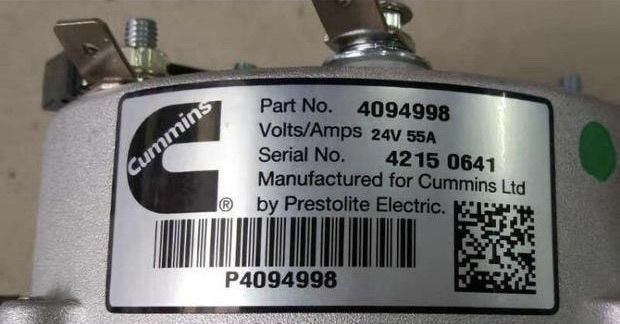 Cummins
®
Part No. 4094998
Volts/Amps 24V 55A
Serial No. 4215 0641
Manufactured for Cummins Ltd
by Prestolite Electric.
P4094998